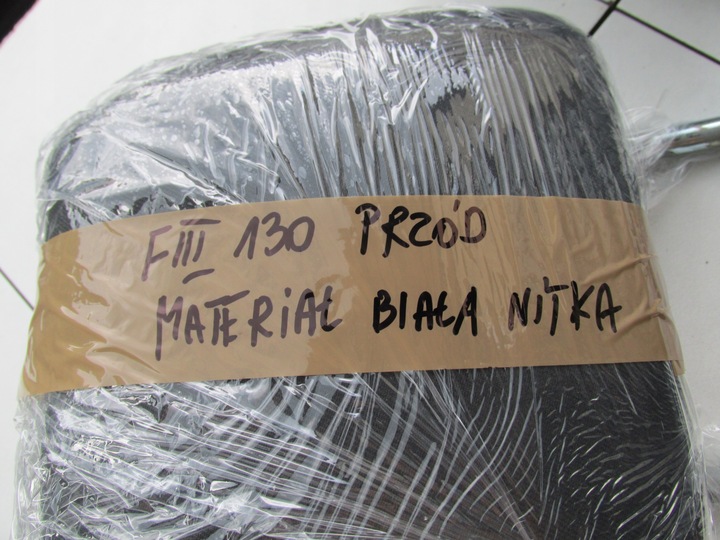 FIII 130 PRZÓD
MATERIAŁ BIAŁA NITKA